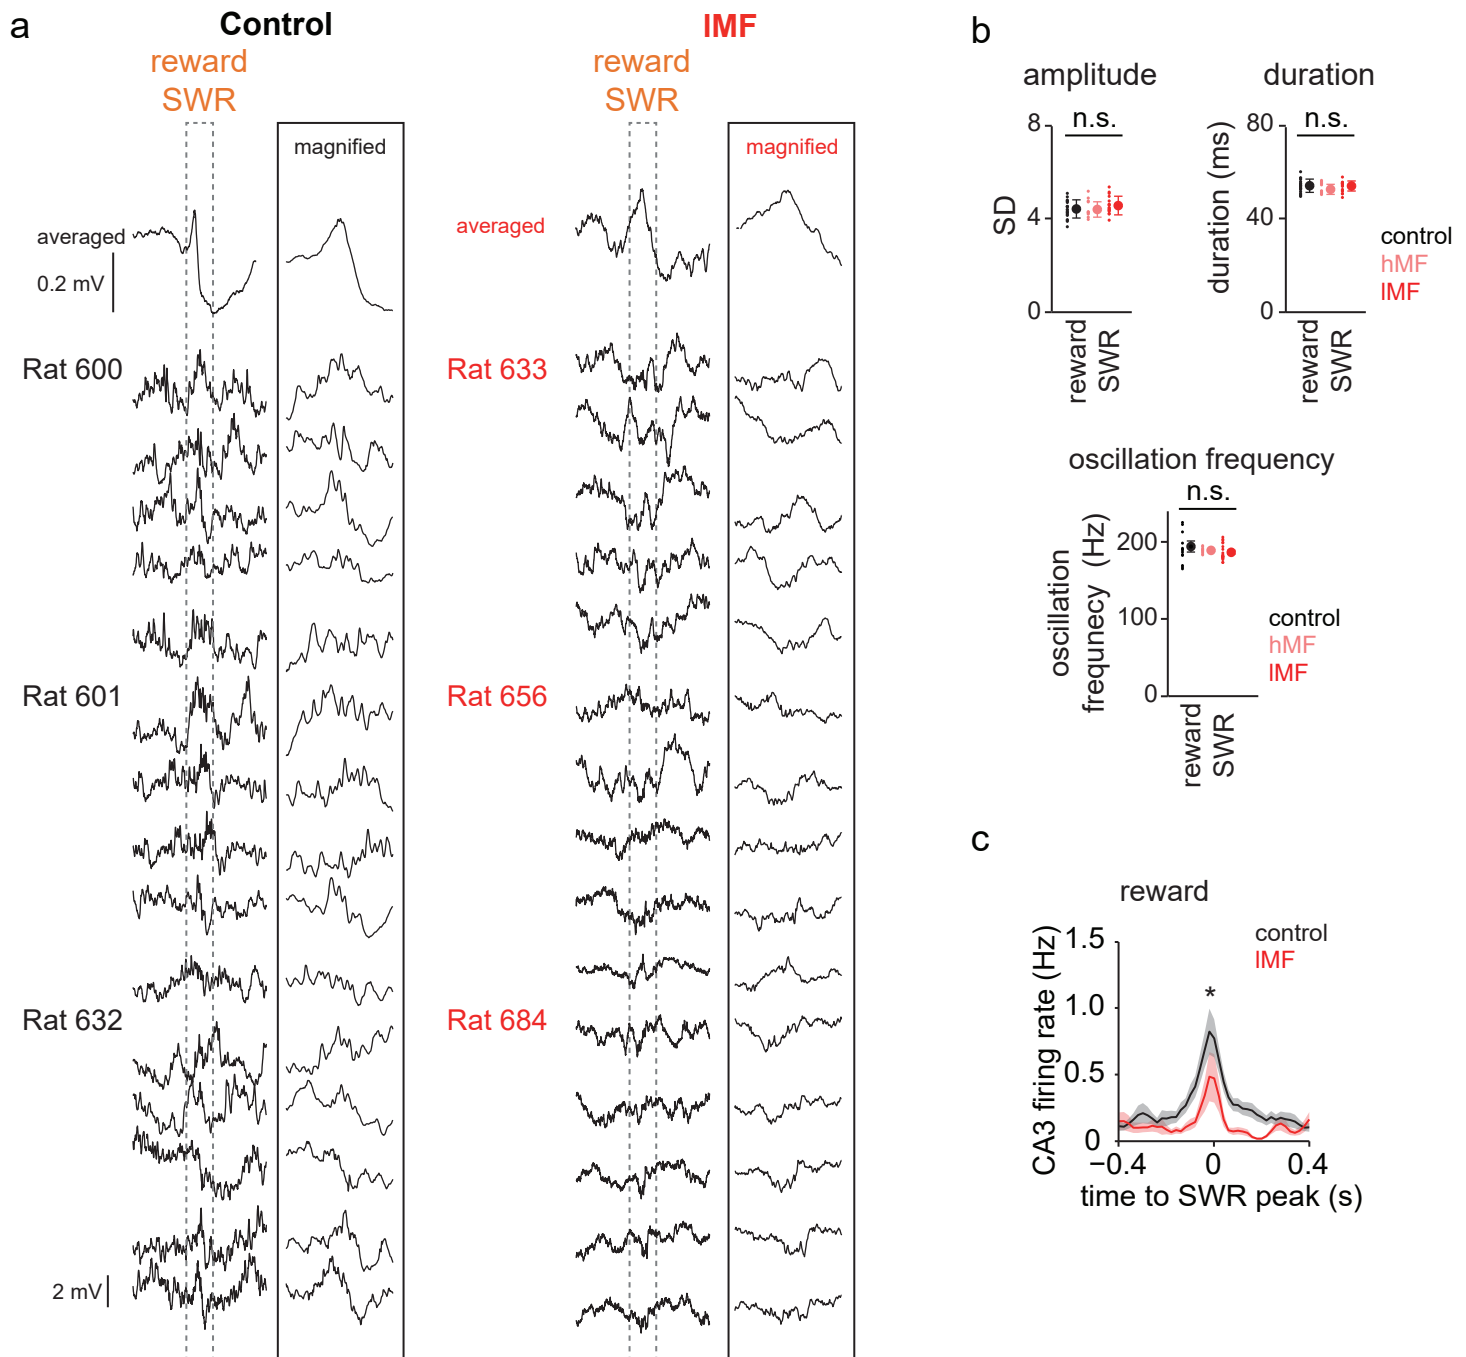 a
Control
IMF
reward
SWR
reward
SWR
magnified
magnified
averaged
averaged
0.2 mV
Rat 600
Rat 633
Rat 601
Rat 656
Rat 632
Rat 684
2 mV
b
amplitude
duration
8
n.s.
80
n.s.
SD
4
duration (ms)
40
0
0
reward
SWR
reward
SWR
control
hMF
lMF
oscillation frequency
n.s.
oscillation
frequnecy (Hz)
200
100
0
reward
SWR
control
hMF
lMF
c
reward
control
lMF
CA3 firing rate (Hz)
1.5
1.0
0.5
0
*
−0.4
0
0.4
time to SWR peak (s)